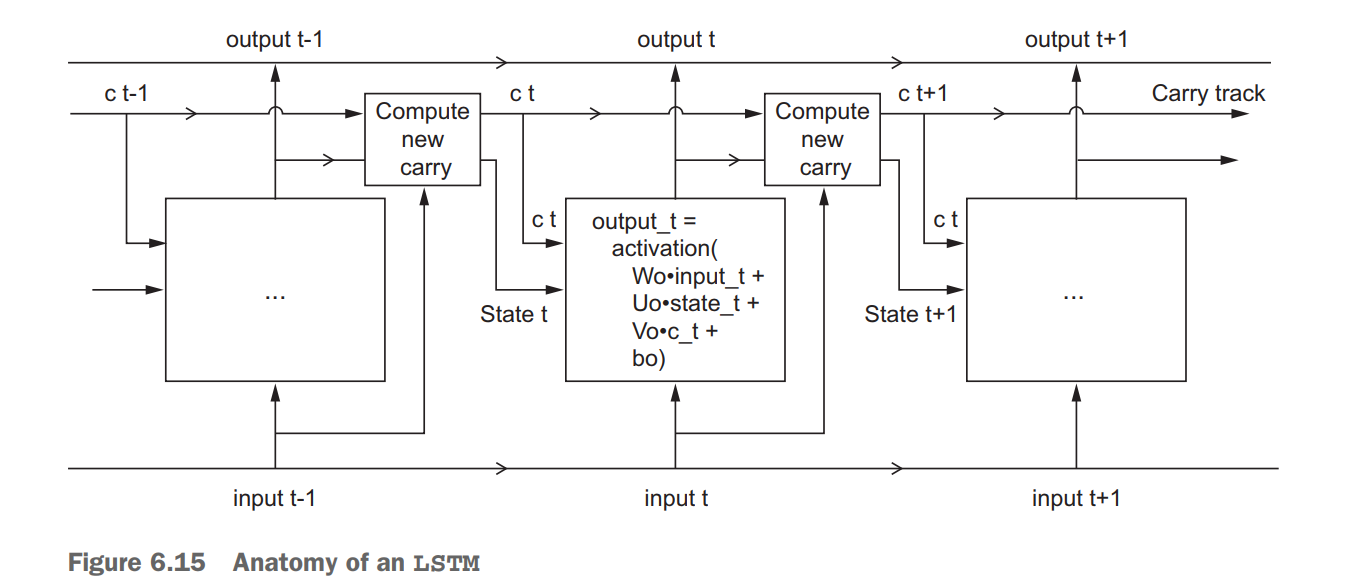 output t-1
output t
output t+1
c t-1
c t
c t+1
Carry track
Compute
new
carry
Compute
new
carry
c t
output_t =
activation(
Wo•input_t +
Uo•state_t +
Vo•c_t +
bo)
c t
...
...
State t
State t+1
input t-1
input t
input t+1
Figure 6.15 Anatomy of an LSTM